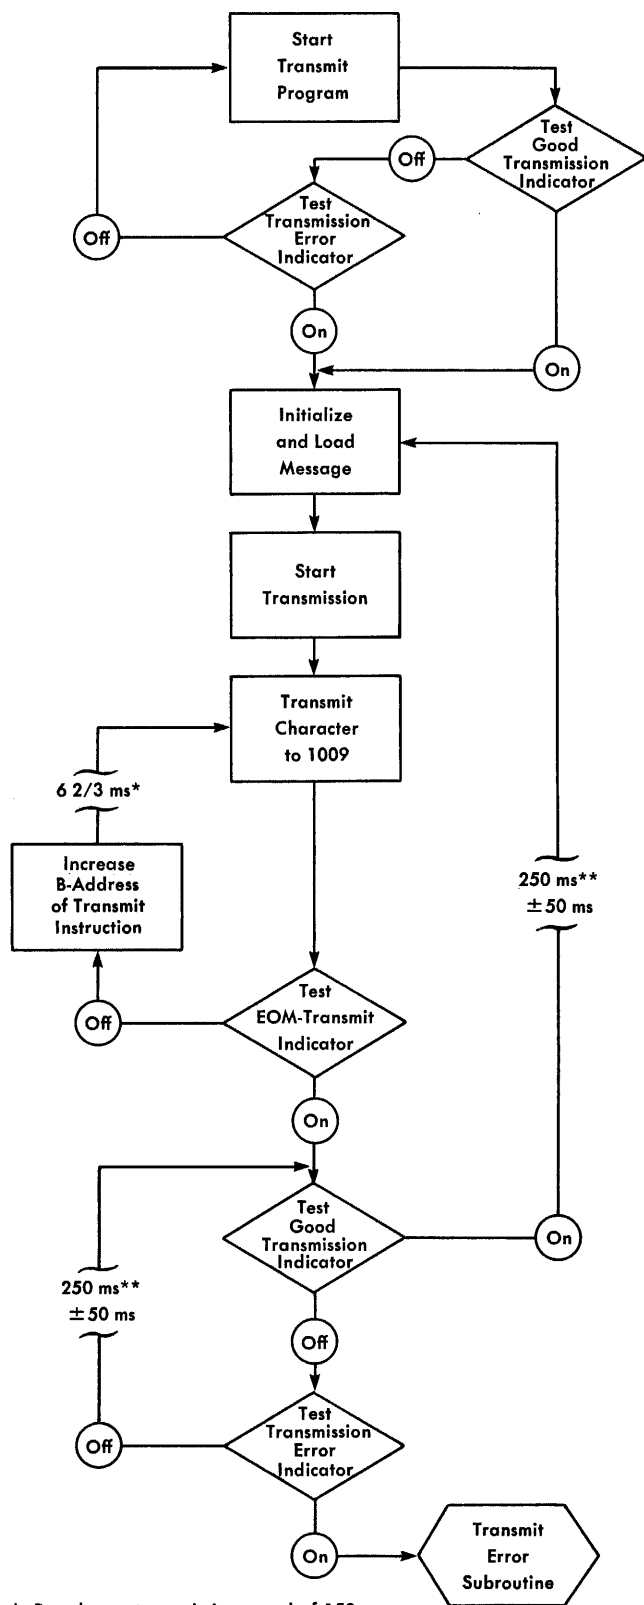 Start
Transmit
Program
Test
Good
Transmission
Indicator
Off
Test
Transmission
Error
Indicator
Off
On
On
Initialize
and Load
Message
Start
Transmission
Transmit
Character
to 1009
6 2/3 ms*
Increase
B-Address
of Transmit
Instruction
250 ms**
±50 ms
Test
EOM-Transmit
Indicator
Off
On
Test
Good
Transmission
Indicator
On
250 ms**
±50 ms
Off
Test
Transmission
Error
Indicator
Off
On
Transmit
Error
Subroutine